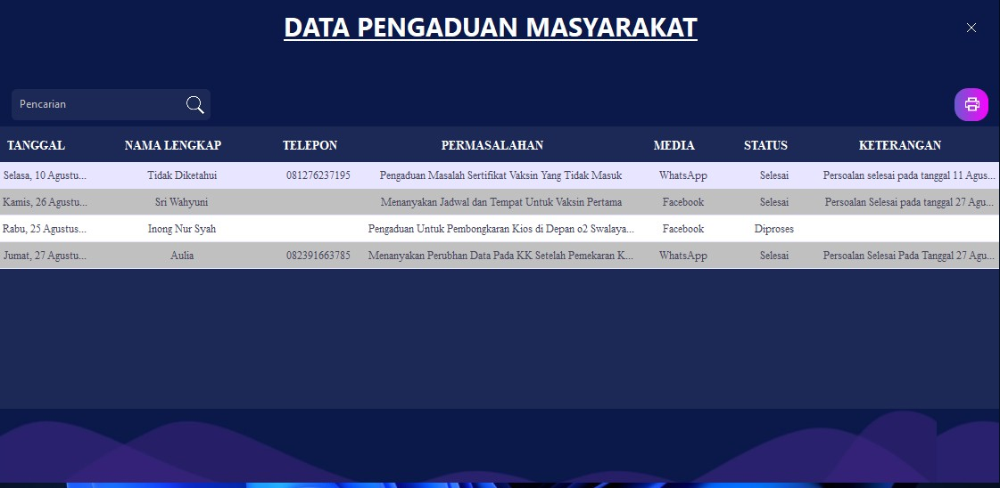 DATA PENGADUAN MASYARAKAT
Pencarian
TANGGAL NAMA LENGKAP TELEPON PERMASALAHAN MEDIA STATUS KETERANGAN
Selasa, 10 Agustu... Tidak Diketahui 081276237195 Pengaduan Masalah Sertifikat Vaksin Yang Tidak Masuk WhatsApp Selesai Persoalan selesai pada tanggal 11 Agus...
Kamis, 26 Agustu... Sri Wahyuni Menanyakan Jadwal dan Tempat Untuk Vaksin Pertama Facebook Selesai Persoalan Selesai pada tanggal 27 Agu...
Rabu, 25 Agustus... Inong Nur Syah Pengaduan Untuk Pembongkaran Kios di Depan o2 Swalaya... Facebook Diproses
Jumat, 27 Agustu... Aulia 082391663785 Menanyakan Perubhan Data Pada KK Setelah Pemekaran K... WhatsApp Selesai Persoalan Selesai Pada Tanggal 27 Agu...